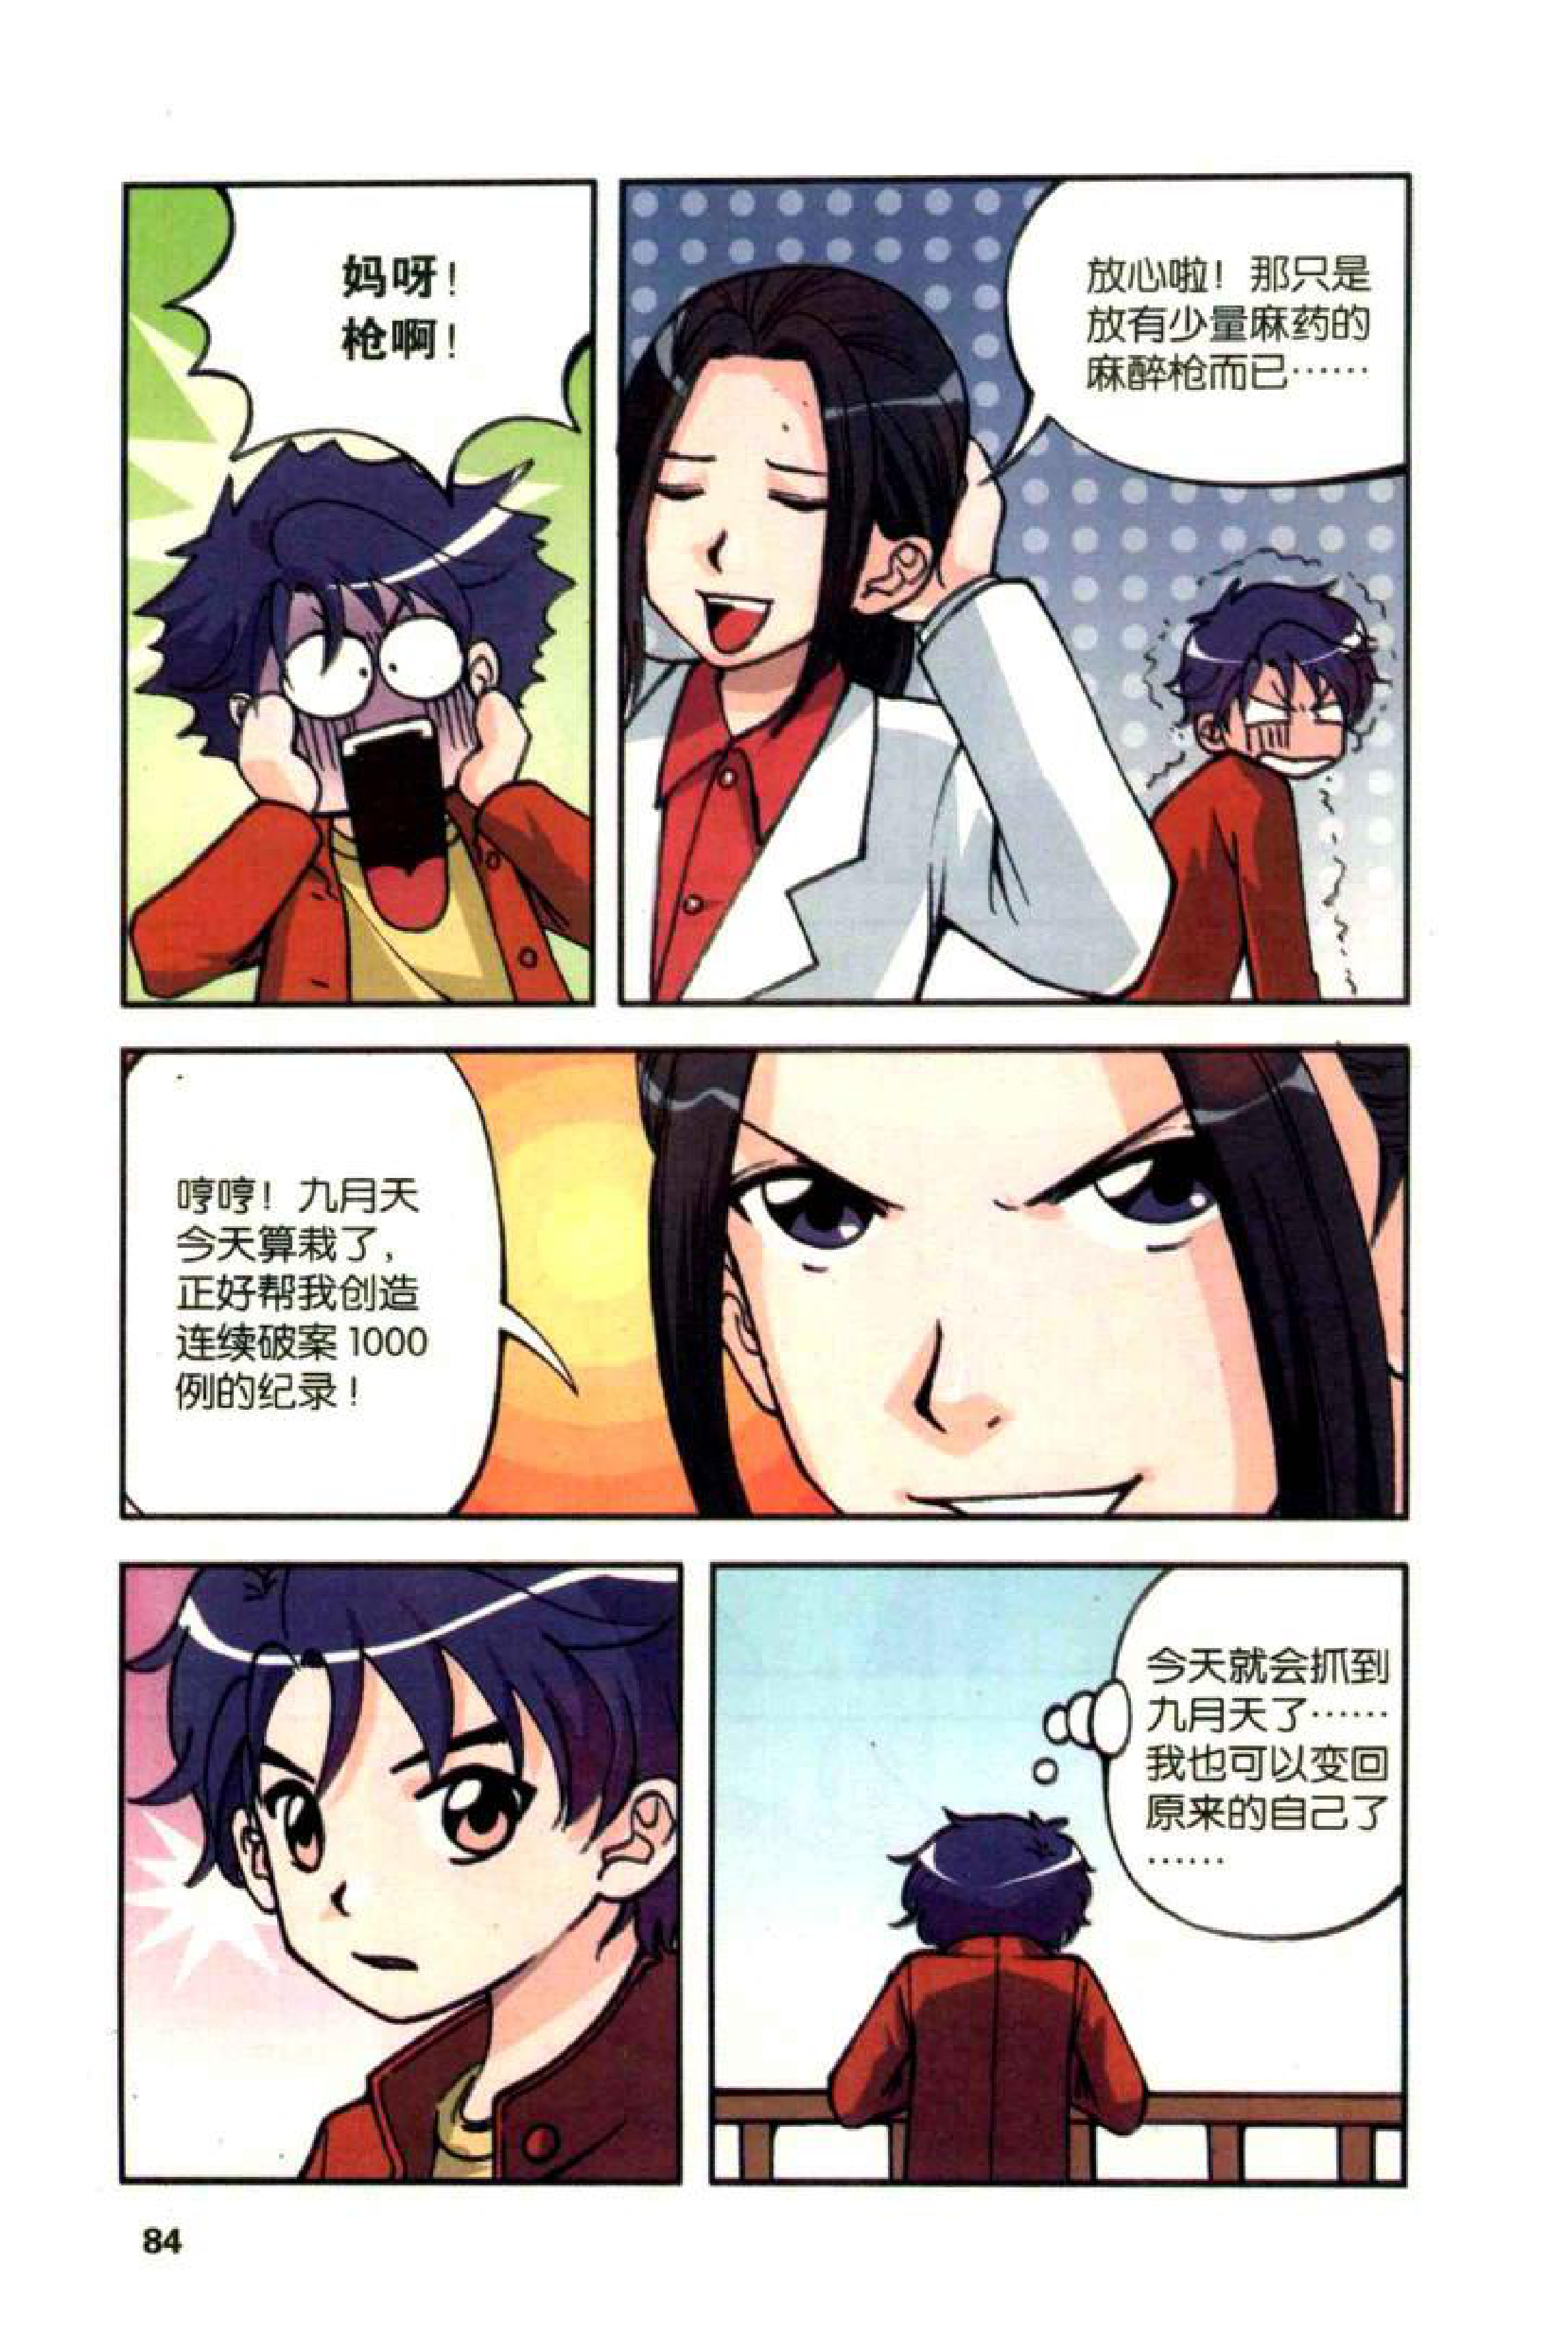 妈呀！
枪啊！
放心啦！那只是
放有少量麻药的
麻醉枪而已……
哼哼！九月天
今天算栽了，
正好帮我创造
连续破案1000
例的纪录！
今天就会抓到
九月天了……
我也可以变回
原来的自己了
……
84